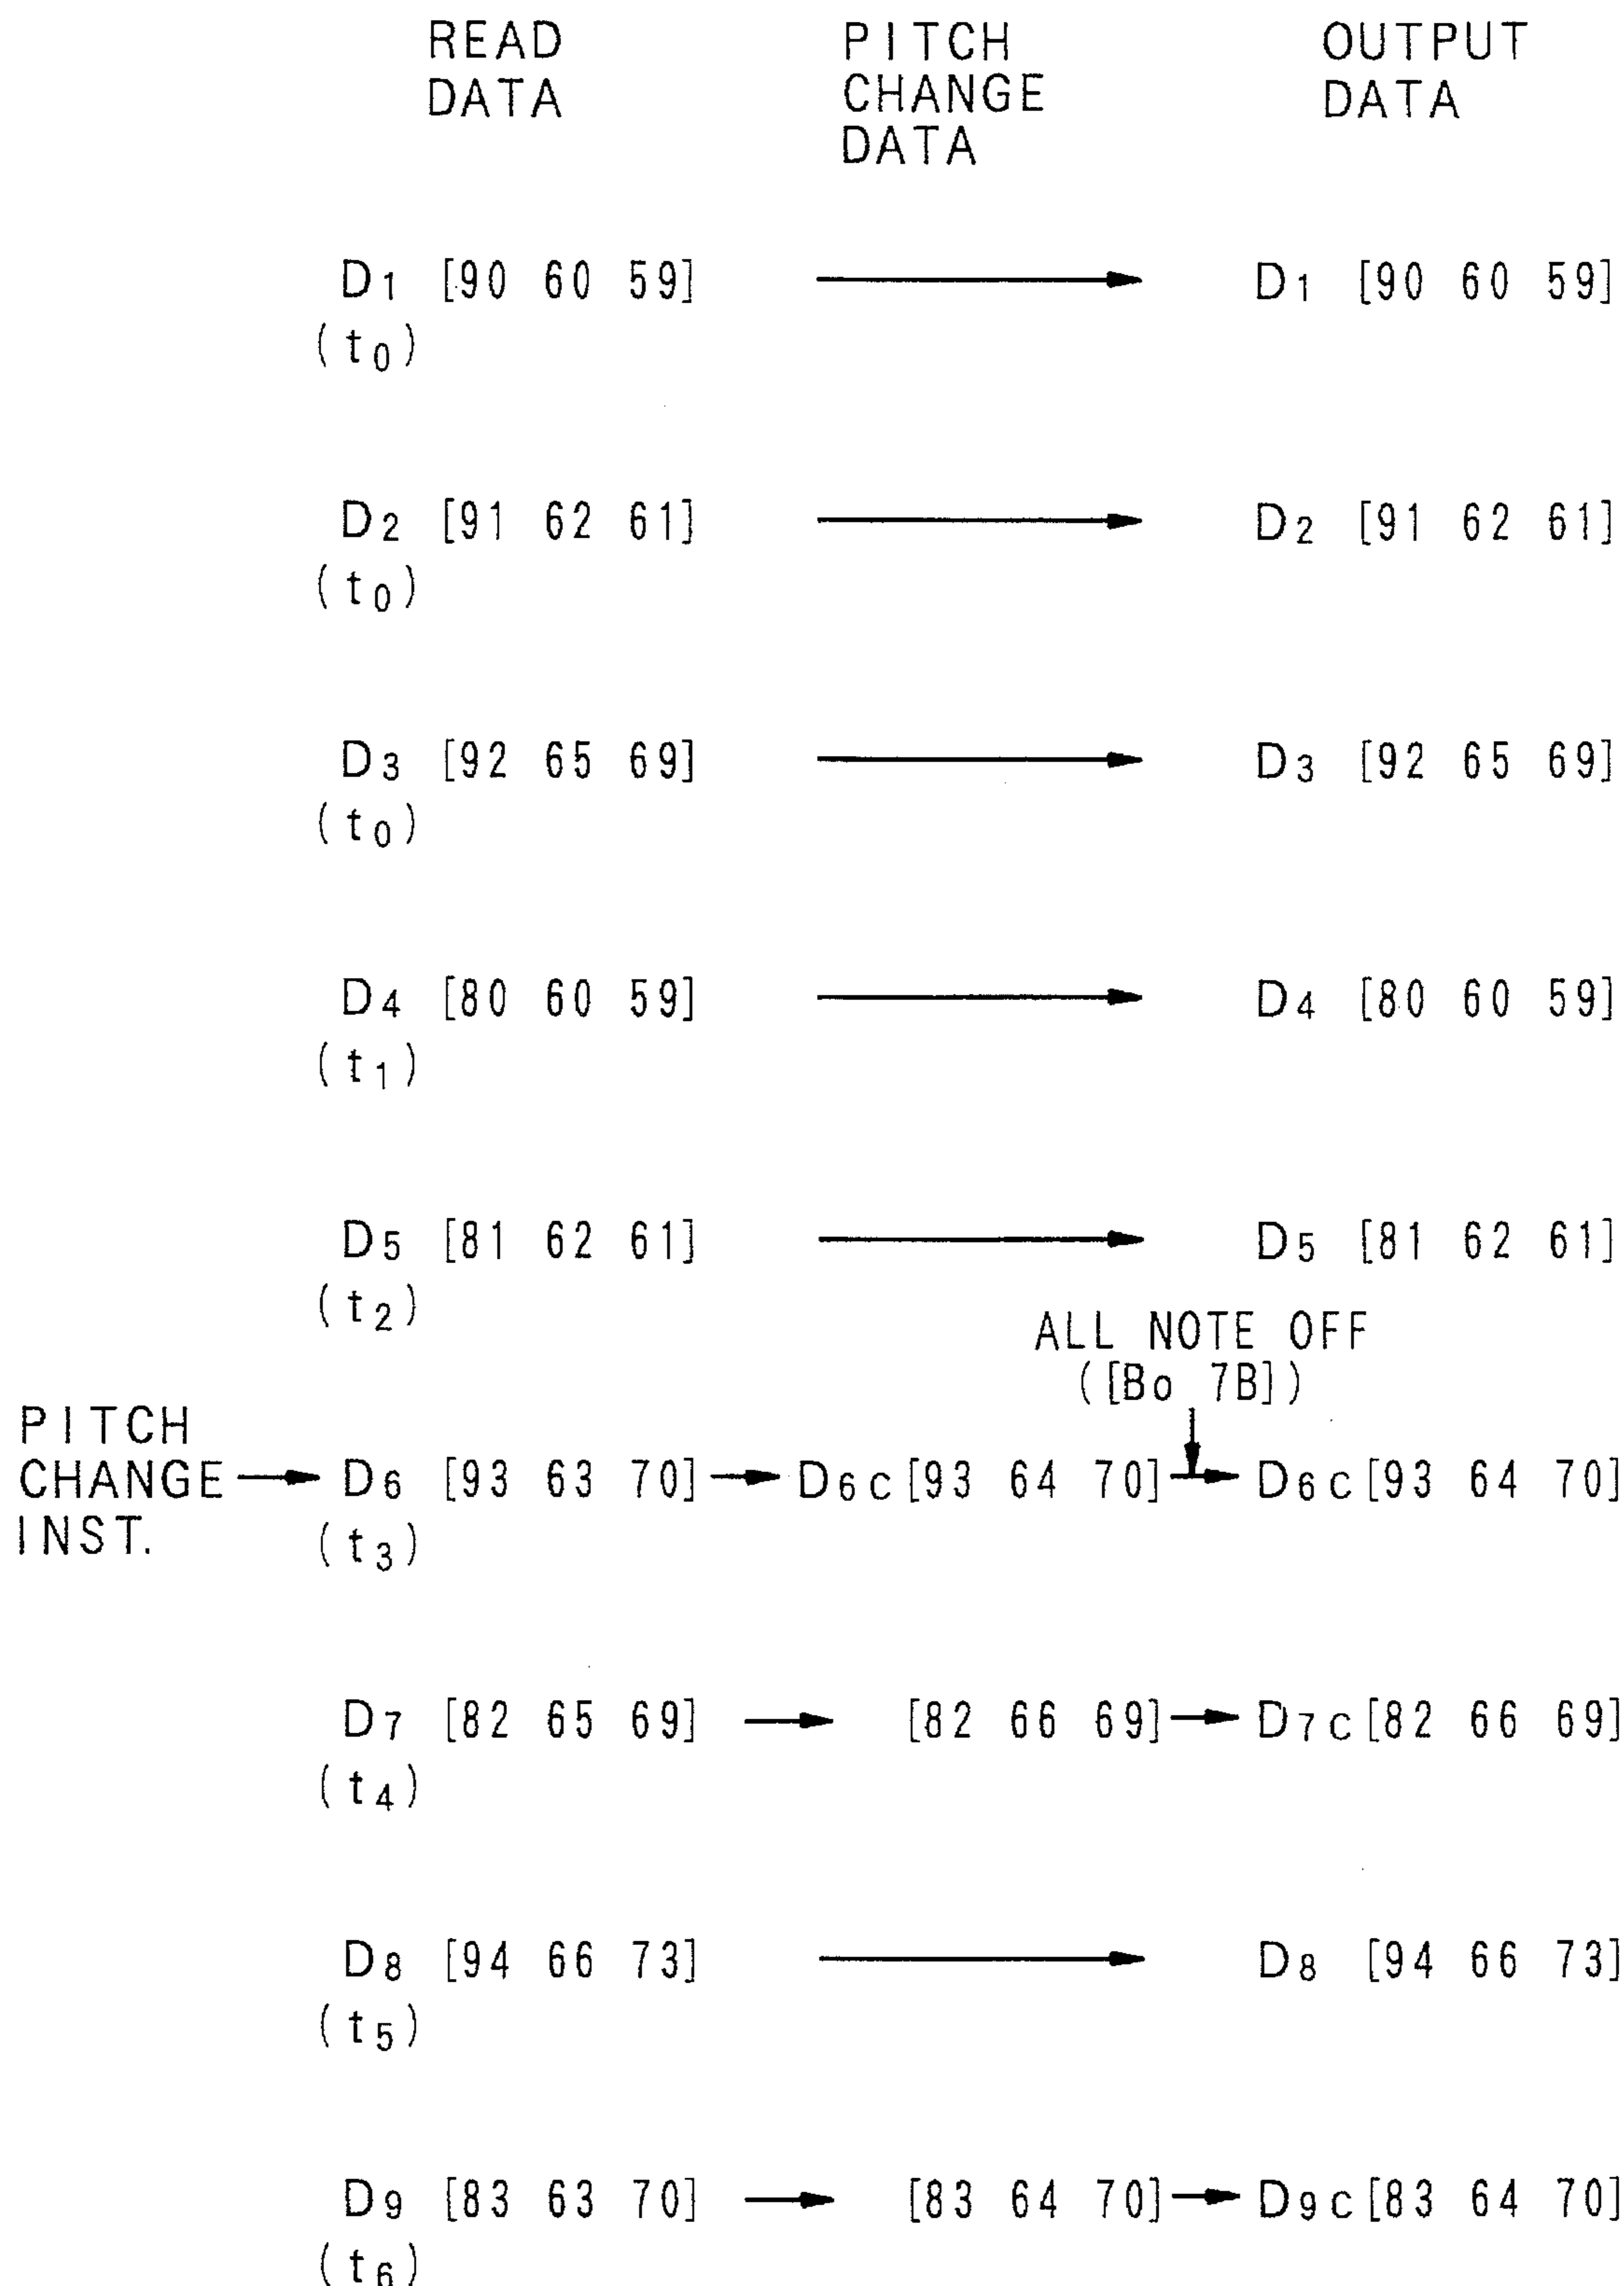 READ DATA
PITCH CHANGE DATA
OUTPUT DATA
D1 [90 60 59] D1 [90 60 59]
(t0)
D2 [91 62 61] D2 [91 62 61]
(t0)
D3 [92 65 69] D3 [92 65 69]
(t0)
D4 [80 60 59] D4 [80 60 59]
(t1)
D5 [81 62 61] D5 [81 62 61]
(t2)
ALL NOTE OFF
([Bo 7B])
PITCH
CHANGE
INST.
D6 [93 63 70] D6C [93 64 70] D6C [93 64 70]
(t3)
D7 [82 65 69] [82 66 69] D7C [82 66 69]
(t4)
D8 [94 66 73] D8 [94 66 73]
(t5)
D9 [83 63 70] [83 64 70] D9C [83 64 70]
(t6)